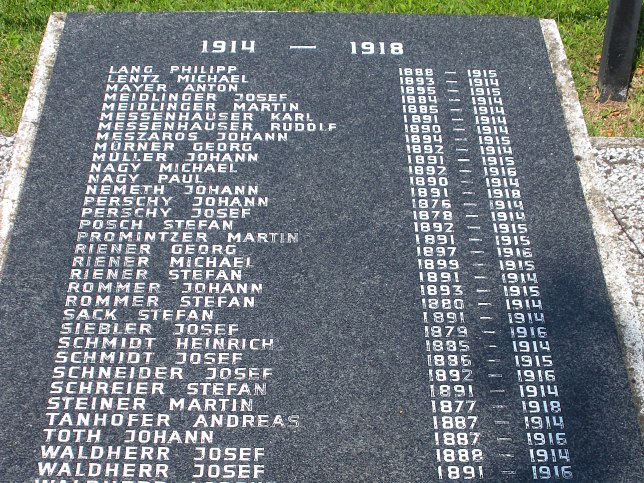 1914 — 1918
LANG PHILIPP 1888 — 1915
LENTZ MICHAEL 1893 — 1914
MAYER ANTON 1895 — 1915
MEIDLINGER JOSEF 1884 — 1914
MEIDLINGER MARTIN 1885 — 1914
MESSENHAUSER KARL 1891 — 1914
MESSENHAUSER RUDOLF 1890 — 1914
MESZAROS JOHANN 1894 — 1915
MÜRNER GEORG 1882 — 1914
MÜLLER JOHANN 1891 — 1915
NAGY MICHAEL 1892 — 1916
NAGY PAUL 1890 — 1914
NEMETH JOHANN 1891 — 1918
PERSCHY JOHANN 1876 — 1914
PERSCHY JOSEF 1878 — 1914
POSCH STEFAN 1892 — 1915
PROMINTZER MARTIN 1891 — 1915
RIENER GEORG 1897 — 1916
RIENER MICHAEL 1899 — 1915
RIENER STEFAN 1891 — 1914
ROMMER JOHANN 1893 — 1915
ROMMER STEFAN 1880 — 1914
SACK STEFAN 1891 — 1914
SIEBLER JOSEF 1879 — 1916
SCHMIDT HEINRICH 1885 — 1914
SCHMIDT JOSEF 1886 — 1915
SCHNEIDER JOSEF 1892 — 1916
SCHREIER STEFAN 1891 — 1914
STEINER MARTIN 1877 — 1918
TANHOFER ANDREAS 1887 — 1914
TOTH JOHANN 1887 — 1916
WALDHERR JOSEF 1888 — 1914
WALDHERR JOSEF 1891 — 1916